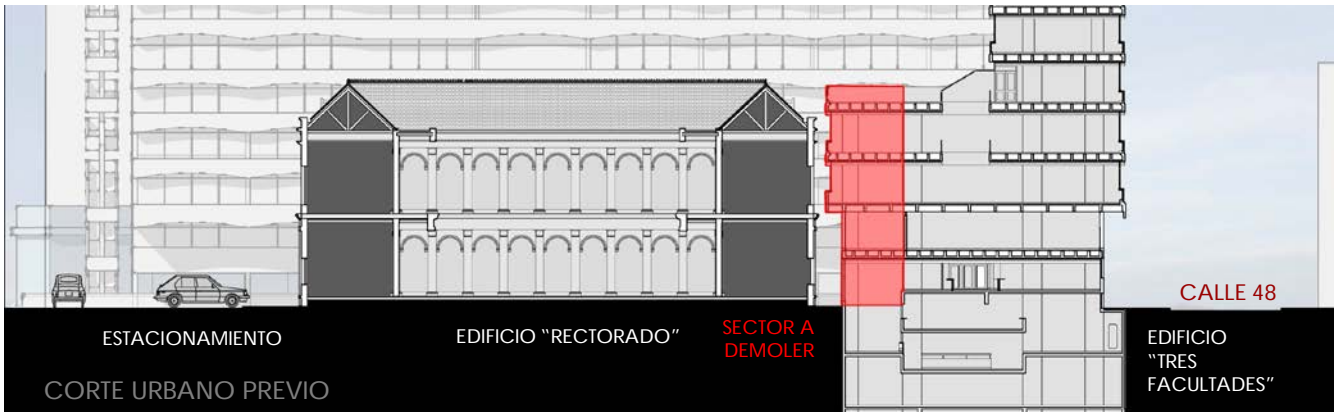 CALLE 48
ESTACIONAMIENTO
EDIFICIO “RECTORADO”
SECTOR A
DEMOLER
EDIFICIO
“TRES
FACULTADES”
CORTE URBANO PREVIO